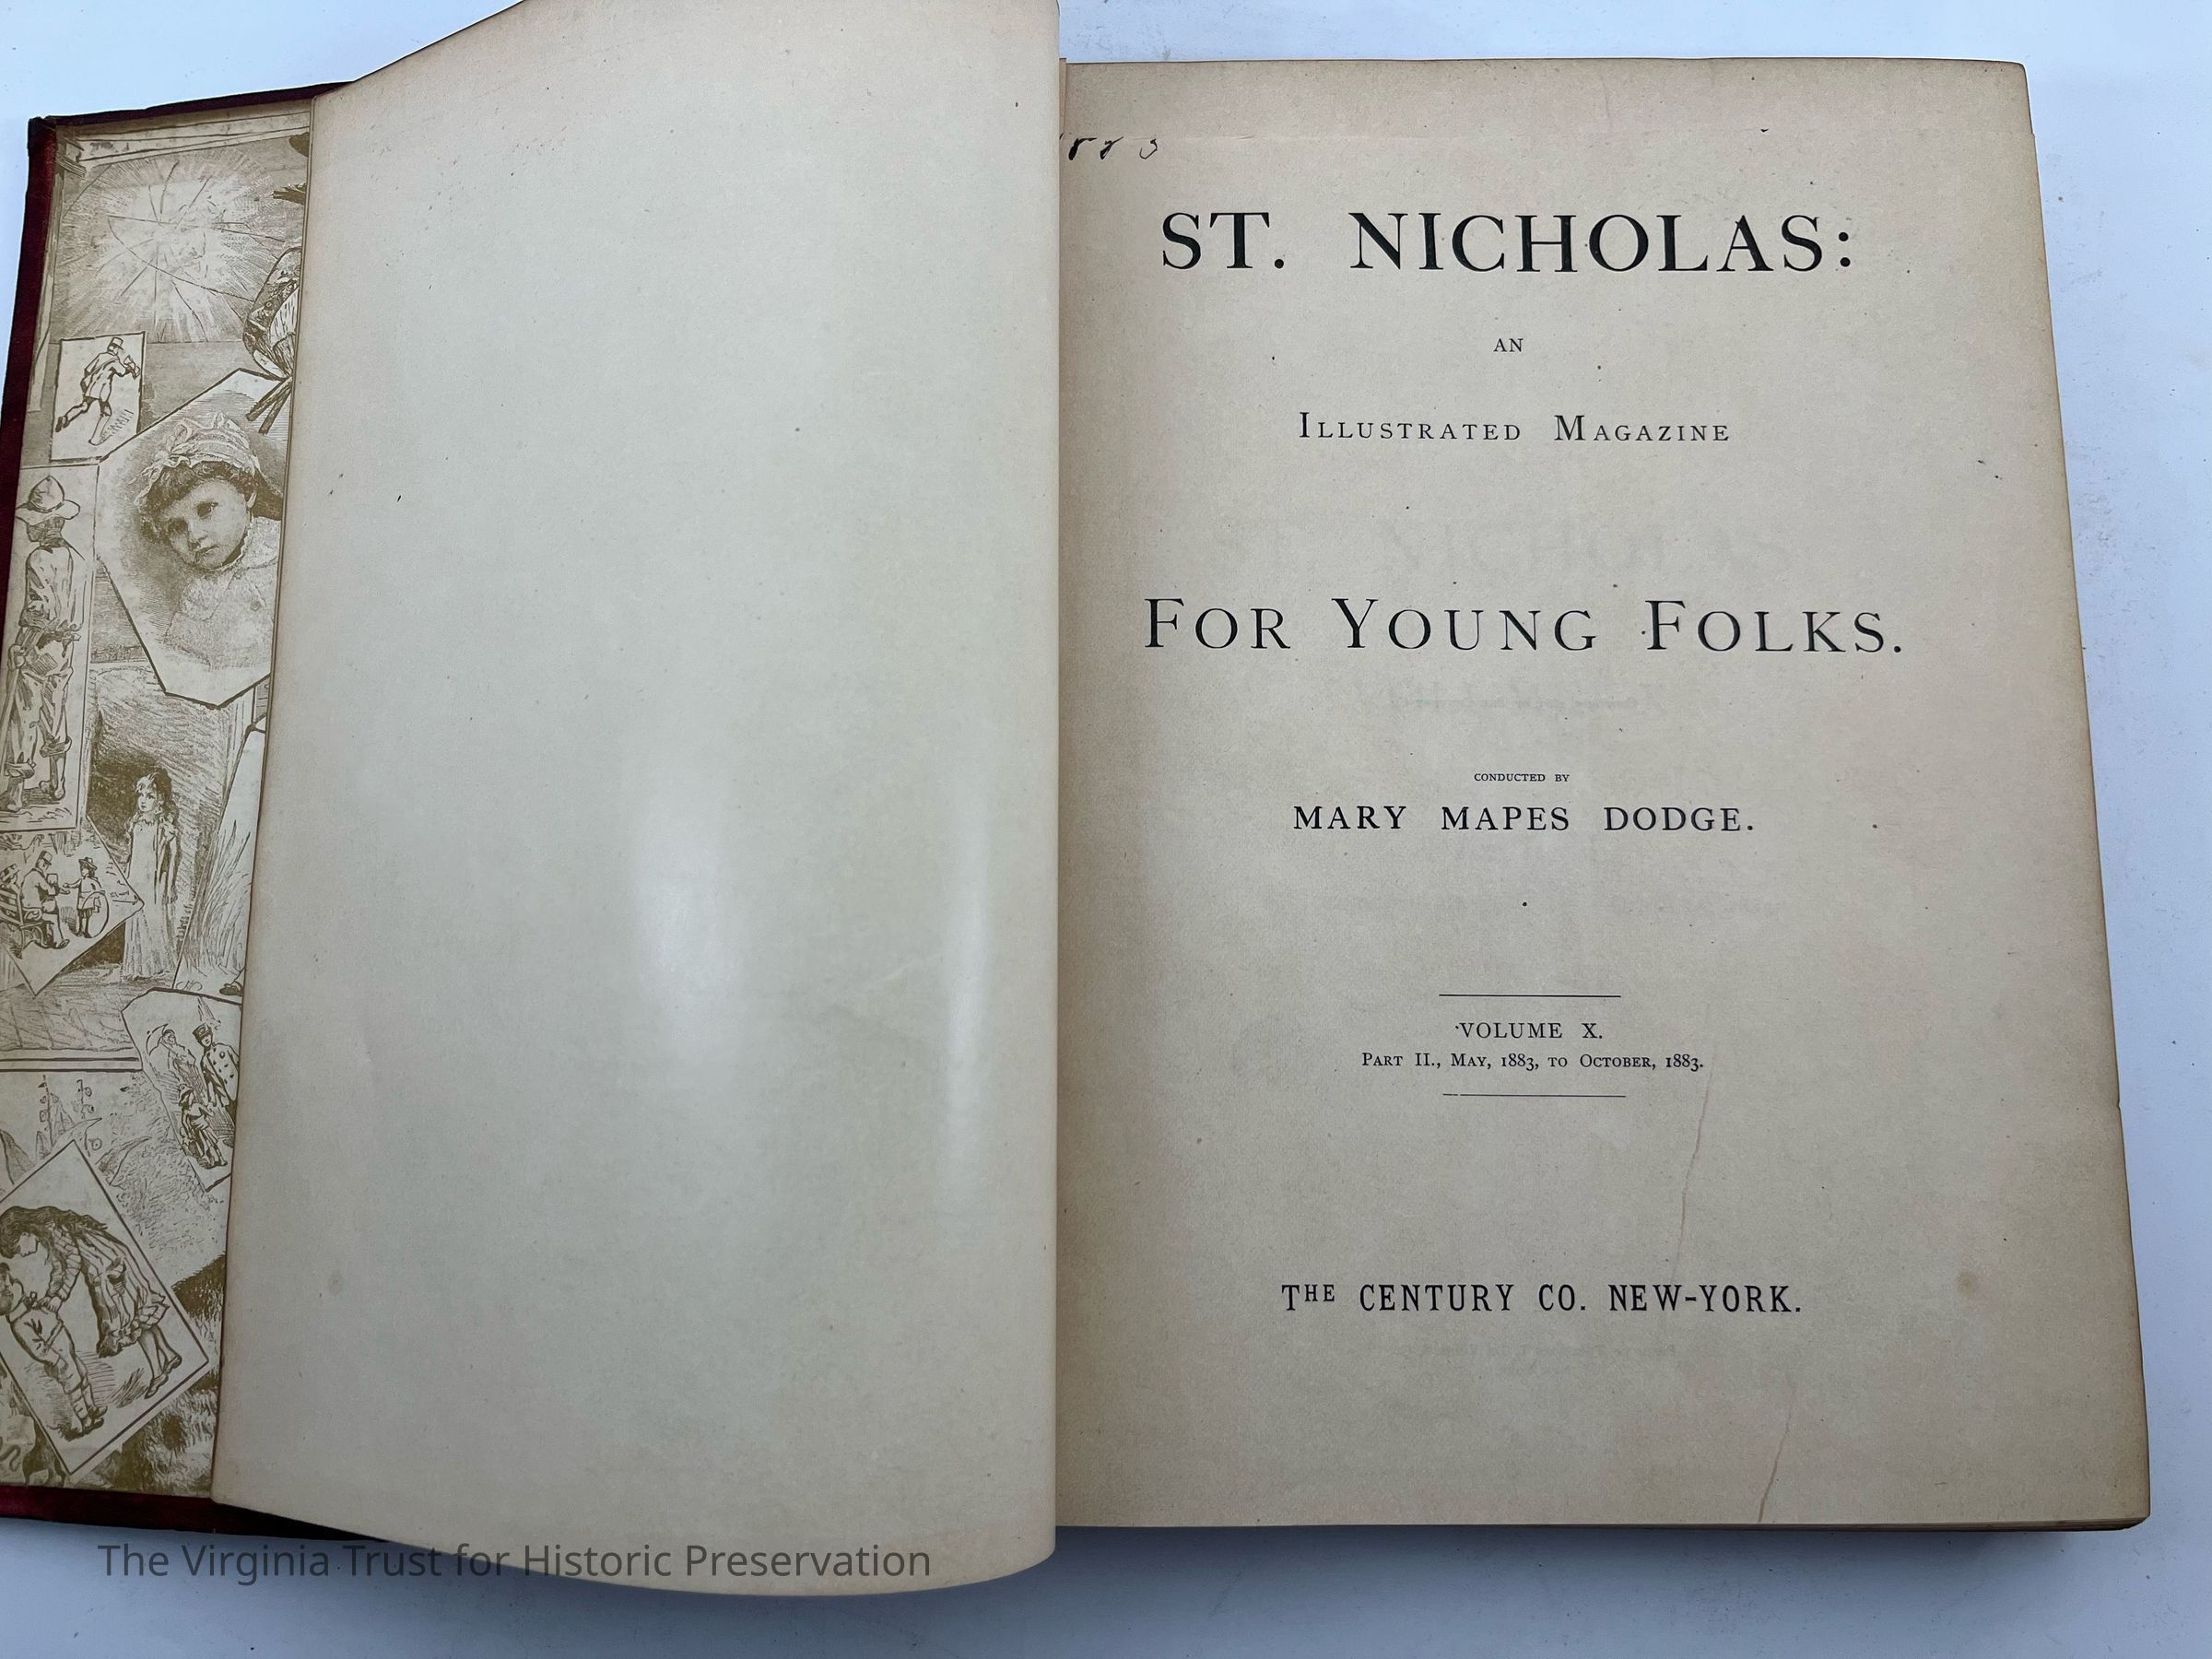 1883
ST. NICHOLAS:
AN
ILLUSTRATED MAGAZINE
FOR YOUNG FOLKS.
CONDUCTED BY
MARY MAPES DODGE.
VOLUME X.
PART II., MAY, 1883, TO OCTOBER, 1883.
THE CENTURY CO. NEW-YORK.
The Virginia Trust for Historic Preservation